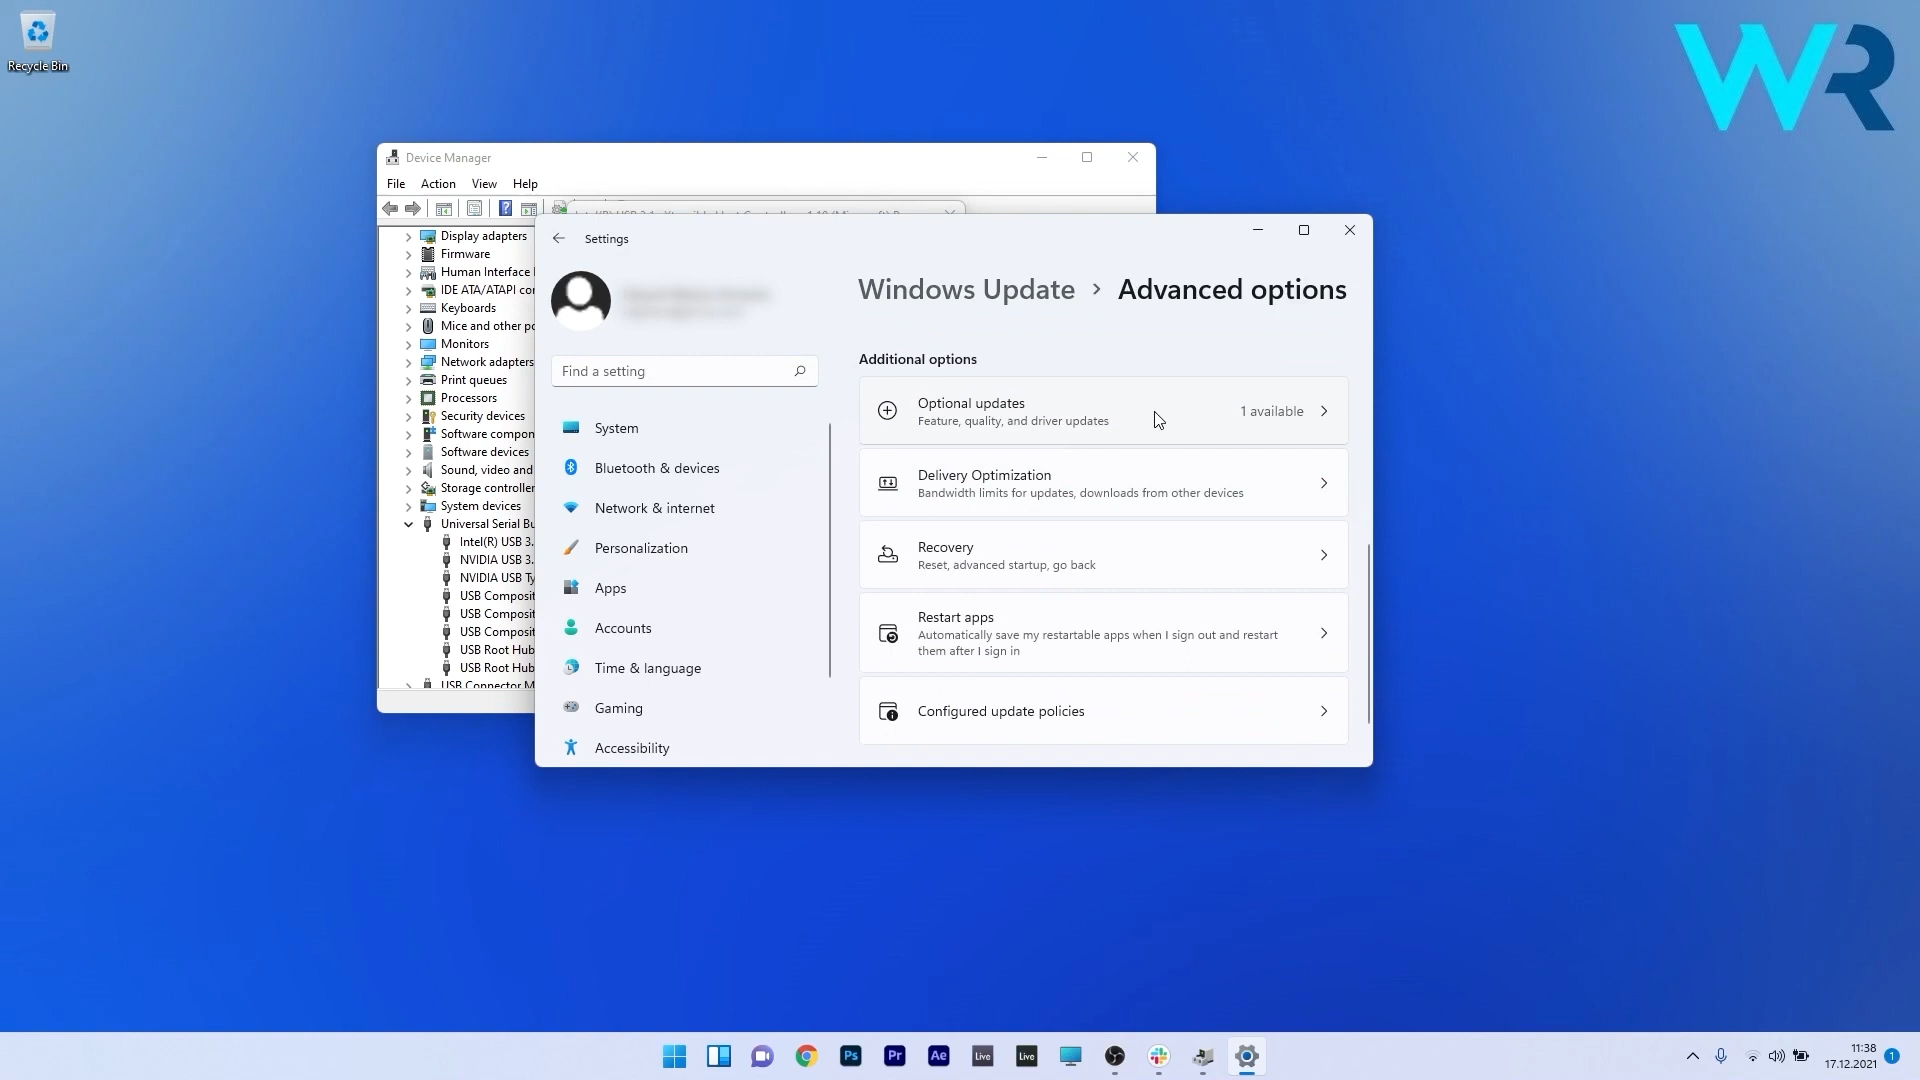 Recycle Bin
WR
Device Manager
File Action View Help
Display adapters
Firmware
Human Interface
IDE ATA/ATAPI cor
Keyboards
Mice and other po
Monitors
Network adapters
Print queues
Processors
Security devices
Software compon
Software devices
Sound, video and
Storage controller
System devices
Universal Serial Bu
Intel(R) USB 3.
NVIDIA USB 3.
NVIDIA USB Ty
USB Composit
USB Composit
USB Composit
USB Root Hub
USB Root Hub
USB Connector M
Settings
Find a setting
System
Bluetooth & devices
Network & internet
Personalization
Apps
Accounts
Time & language
Gaming
Accessibility
Windows Update > Advanced options
Additional options
Optional updates
Feature, quality, and driver updates
1 available
Delivery Optimization
Bandwidth limits for updates, downloads from other devices
Recovery
Reset, advanced startup, go back
Restart apps
Automatically save my restartable apps when I sign out and restart
them after I sign in
Configured update policies
Ps Pr Ae Live Live
11:38
17.12.2021
1